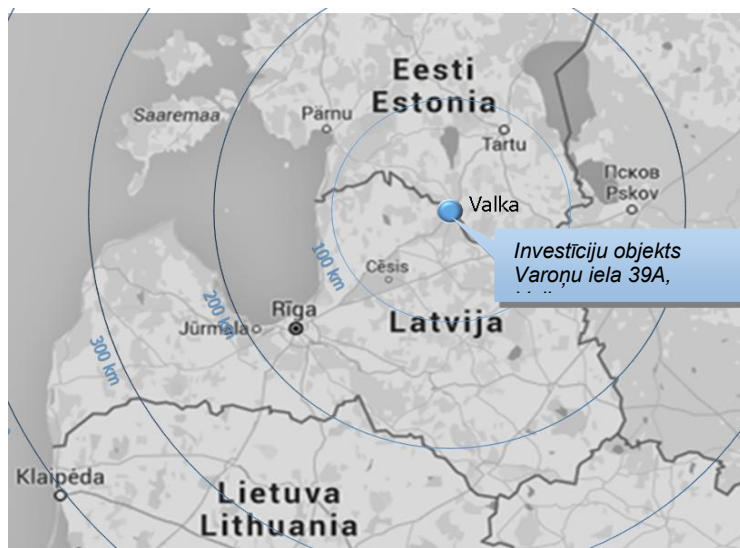 Eesti
Estonia
Saaremaa
Pärnu
Tartu
Псков
Pskov
Valka
Investīciju objekts
Varoņu iela 39A,
100 km
Cēsis
200 km
Rīga
Jūrmala
Latvija
300 km
Klaipėda
Lietuva
Lithuania